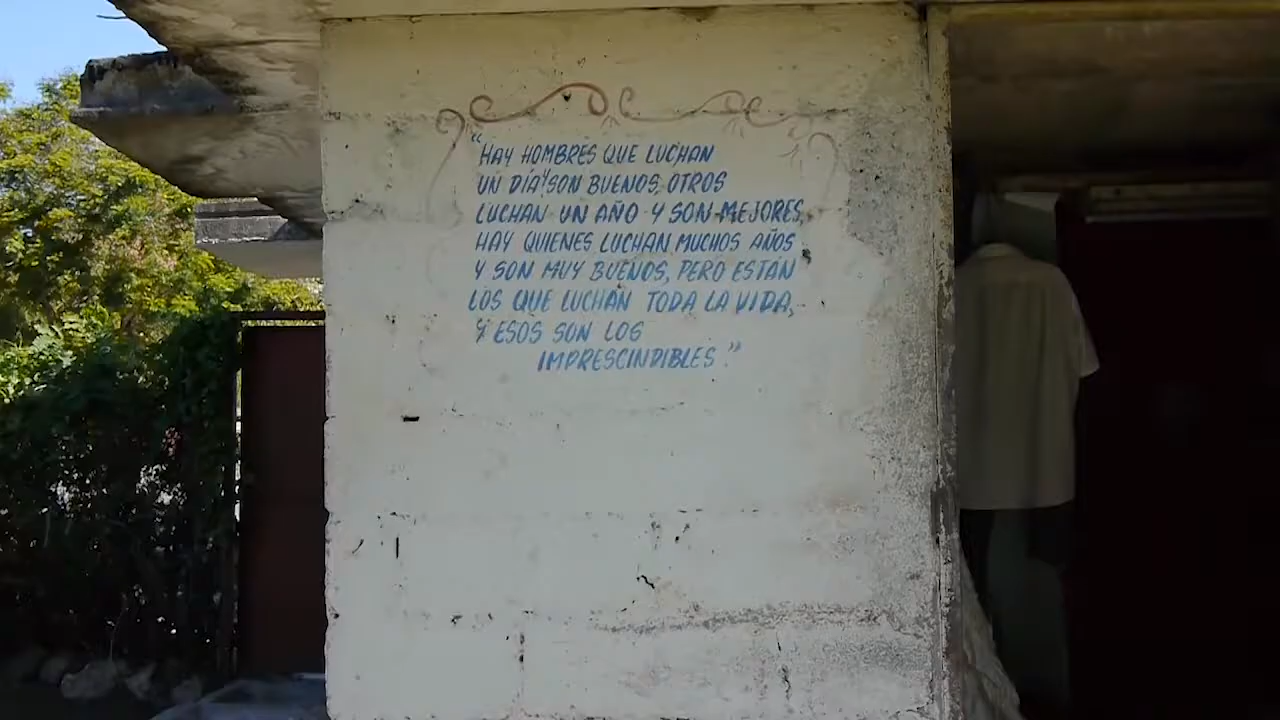 “HAY HOMBRES QUE LUCHAN
UN DÍA Y SON BUENOS, OTROS
LUCHAN UN AÑO Y SON MEJORES,
HAY QUIENES LUCHAN MUCHOS AÑOS
Y SON MUY BUENOS, PERO ESTÁN
LOS QUE LUCHAN TODA LA VIDA,
Y ESOS SON LOS
IMPRESCINDIBLES.”